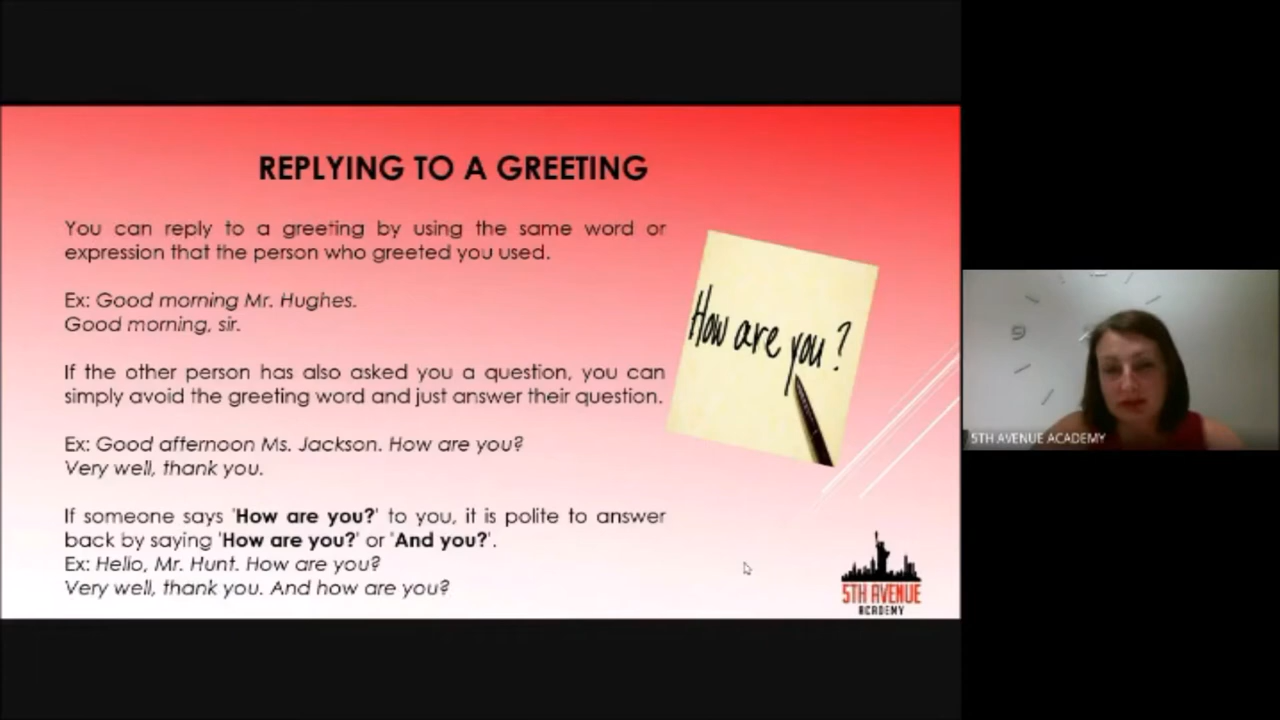 REPLYING TO A GREETING
You can reply to a greeting by using the same word or
expression that the person who greeted you used.
Ex: Good morning Mr. Hughes.
Good morning, sir.
If the other person has also asked you a question, you can
simply avoid the greeting word and just answer their question.
Ex: Good afternoon Ms. Jackson. How are you?
Very well, thank you.
If someone says 'How are you?' to you, it is polite to answer
back by saying 'How are you?' or 'And you?'.
Ex: Hello, Mr. Hunt. How are you?
Very well, thank you. And how are you?
How are you?
5TH AVENUE
ACADEMY
9
5TH AVENUE ACADEMY